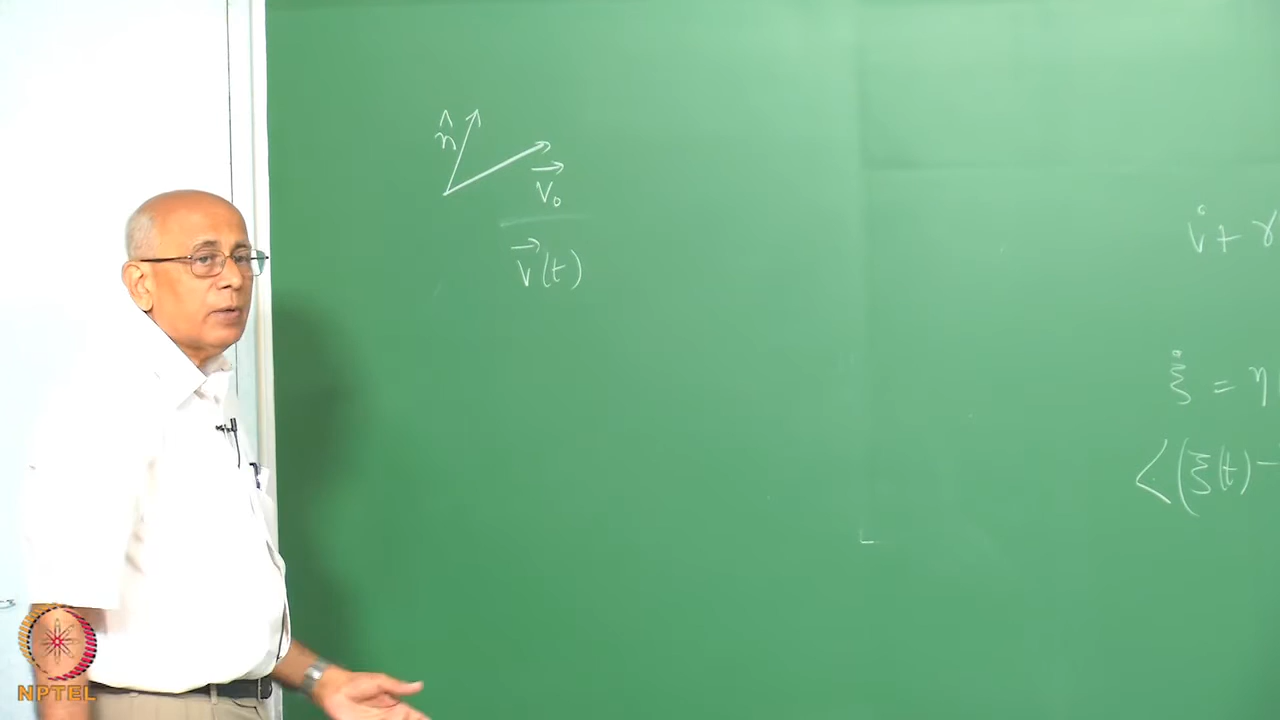 n̂
v⃗₀
v⃗(t)
v̇ + γ
ξ̇ = η
<(ξ(t) −
NPTEL